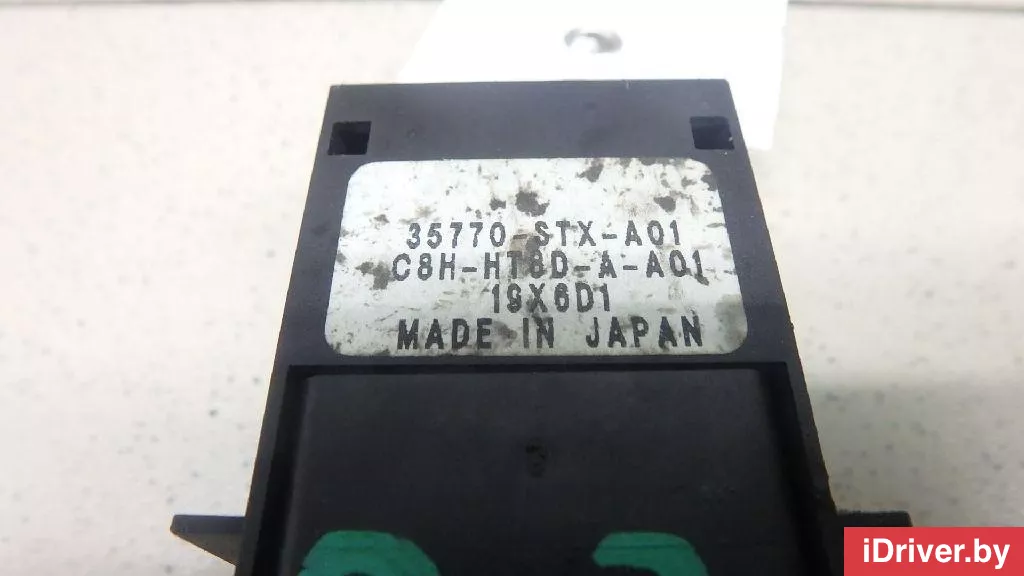 35770-STX-A01
C8H-HT8D-A-A01
19X6D1
MADE IN JAPAN
iDriver.by